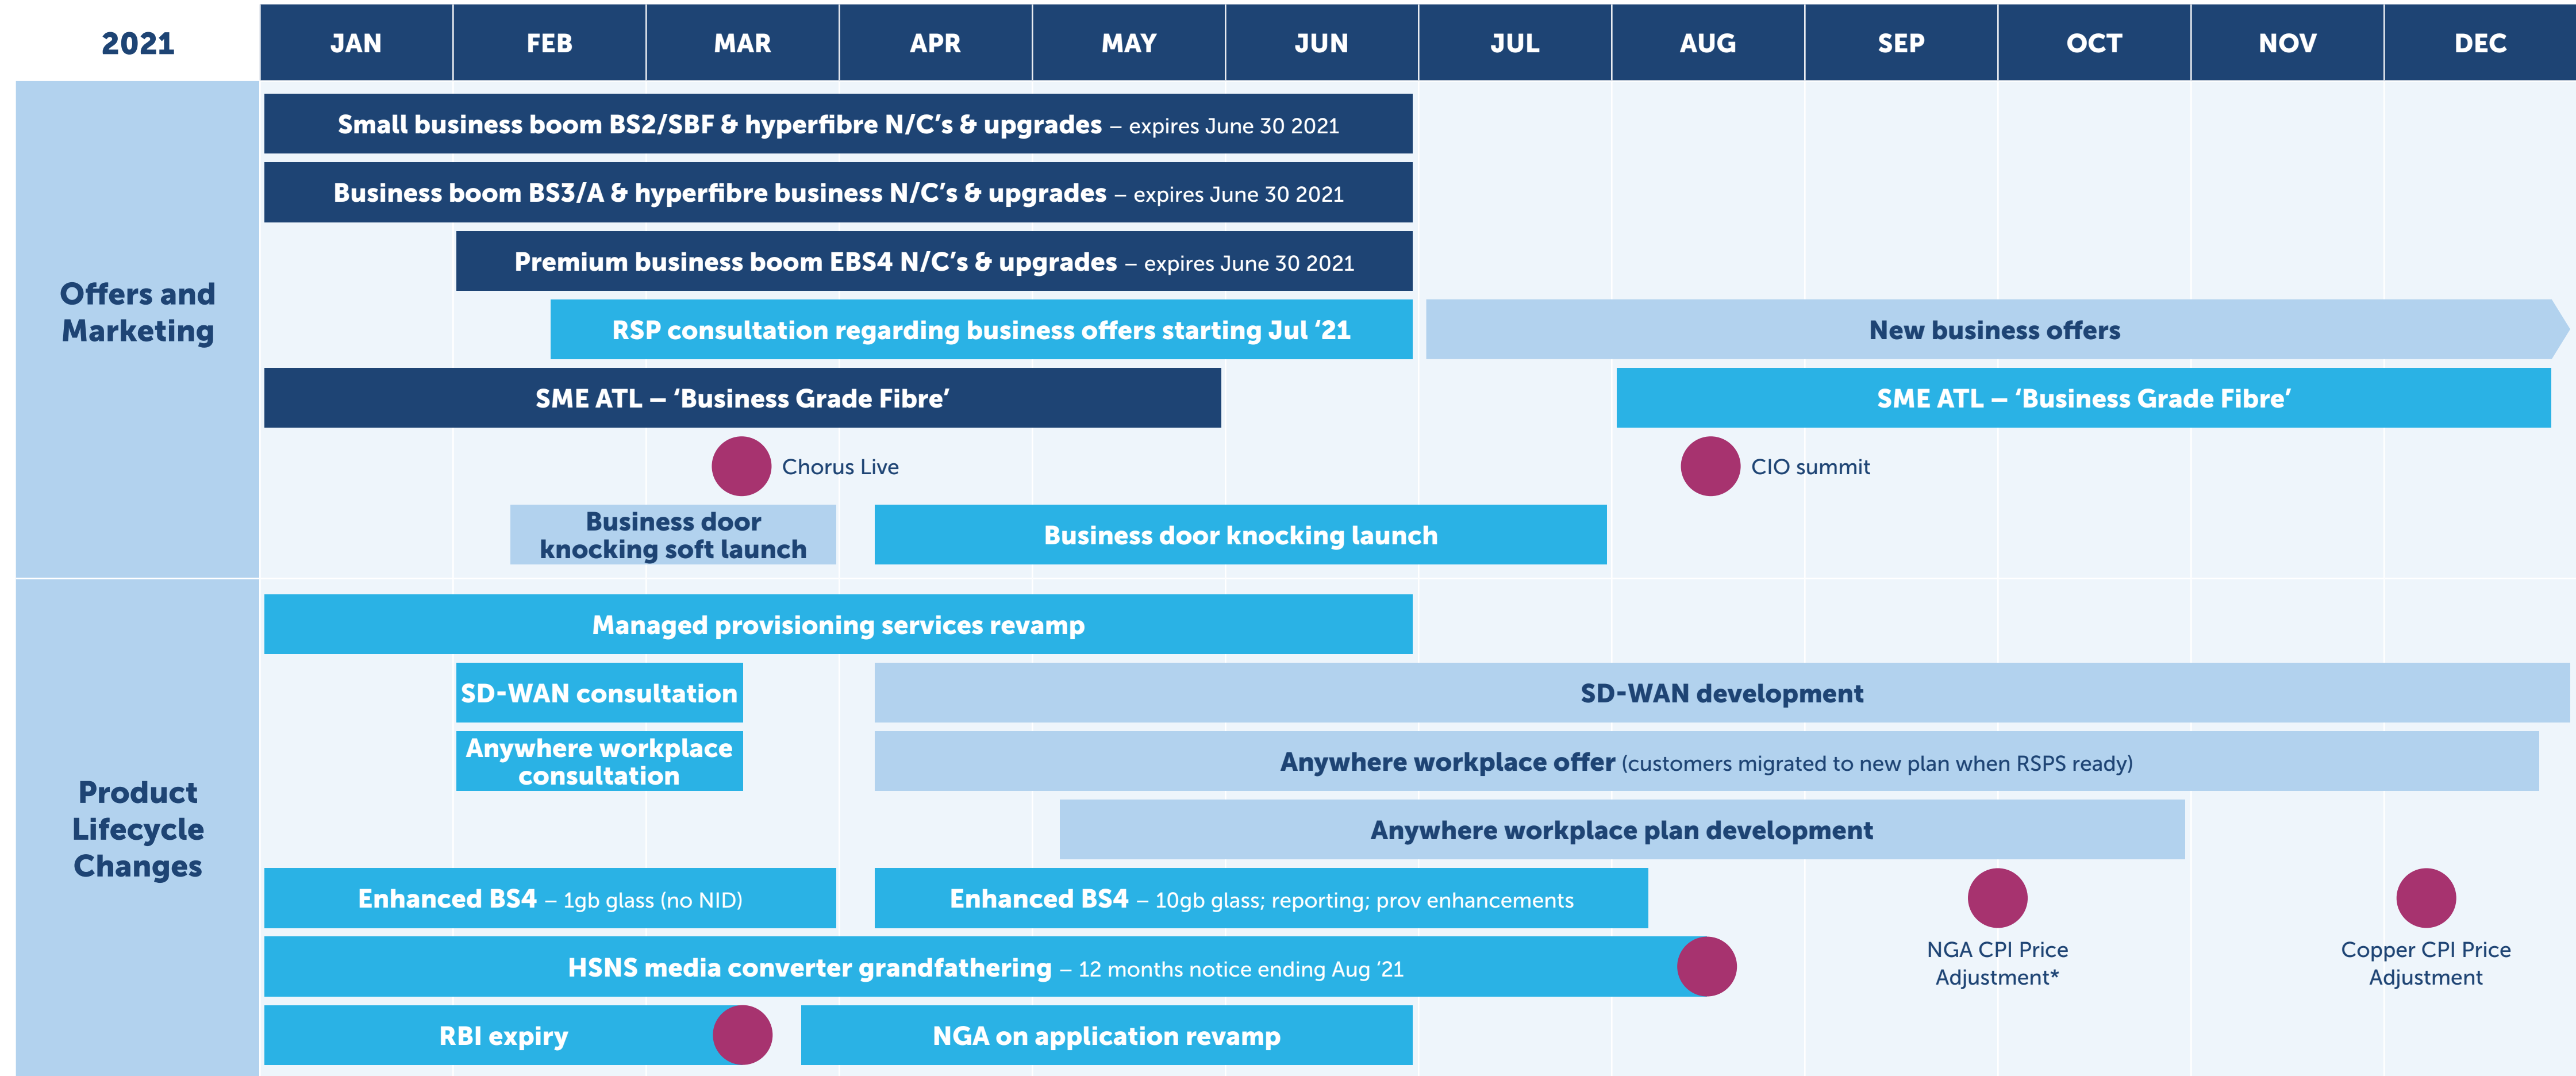 2021
JAN
FEB
MAR
APR
MAY
JUN
JUL
AUG
SEP
OCT
NOV
DEC
Offers and
Marketing
Small business boom BS2/SBF & hyperfibre N/C’s & upgrades – expires June 30 2021
Business boom BS3/A & hyperfibre business N/C’s & upgrades – expires June 30 2021
Premium business boom EBS4 N/C’s & upgrades – expires June 30 2021
RSP consultation regarding business offers starting Jul ‘21
New business offers
SME ATL – ‘Business Grade Fibre’
SME ATL – ‘Business Grade Fibre’
Chorus Live
CIO summit
Business door
knocking soft launch
Business door knocking launch
Product
Lifecycle
Changes
Managed provisioning services revamp
SD-WAN consultation
SD-WAN development
Anywhere workplace
consultation
Anywhere workplace offer (customers migrated to new plan when RSPS ready)
Anywhere workplace plan development
Enhanced BS4 – 1gb glass (no NID)
Enhanced BS4 – 10gb glass; reporting; prov enhancements
NGA CPI Price
Adjustment*
Copper CPI Price
Adjustment
HSNS media converter grandfathering – 12 months notice ending Aug ‘21
RBI expiry
NGA on application revamp